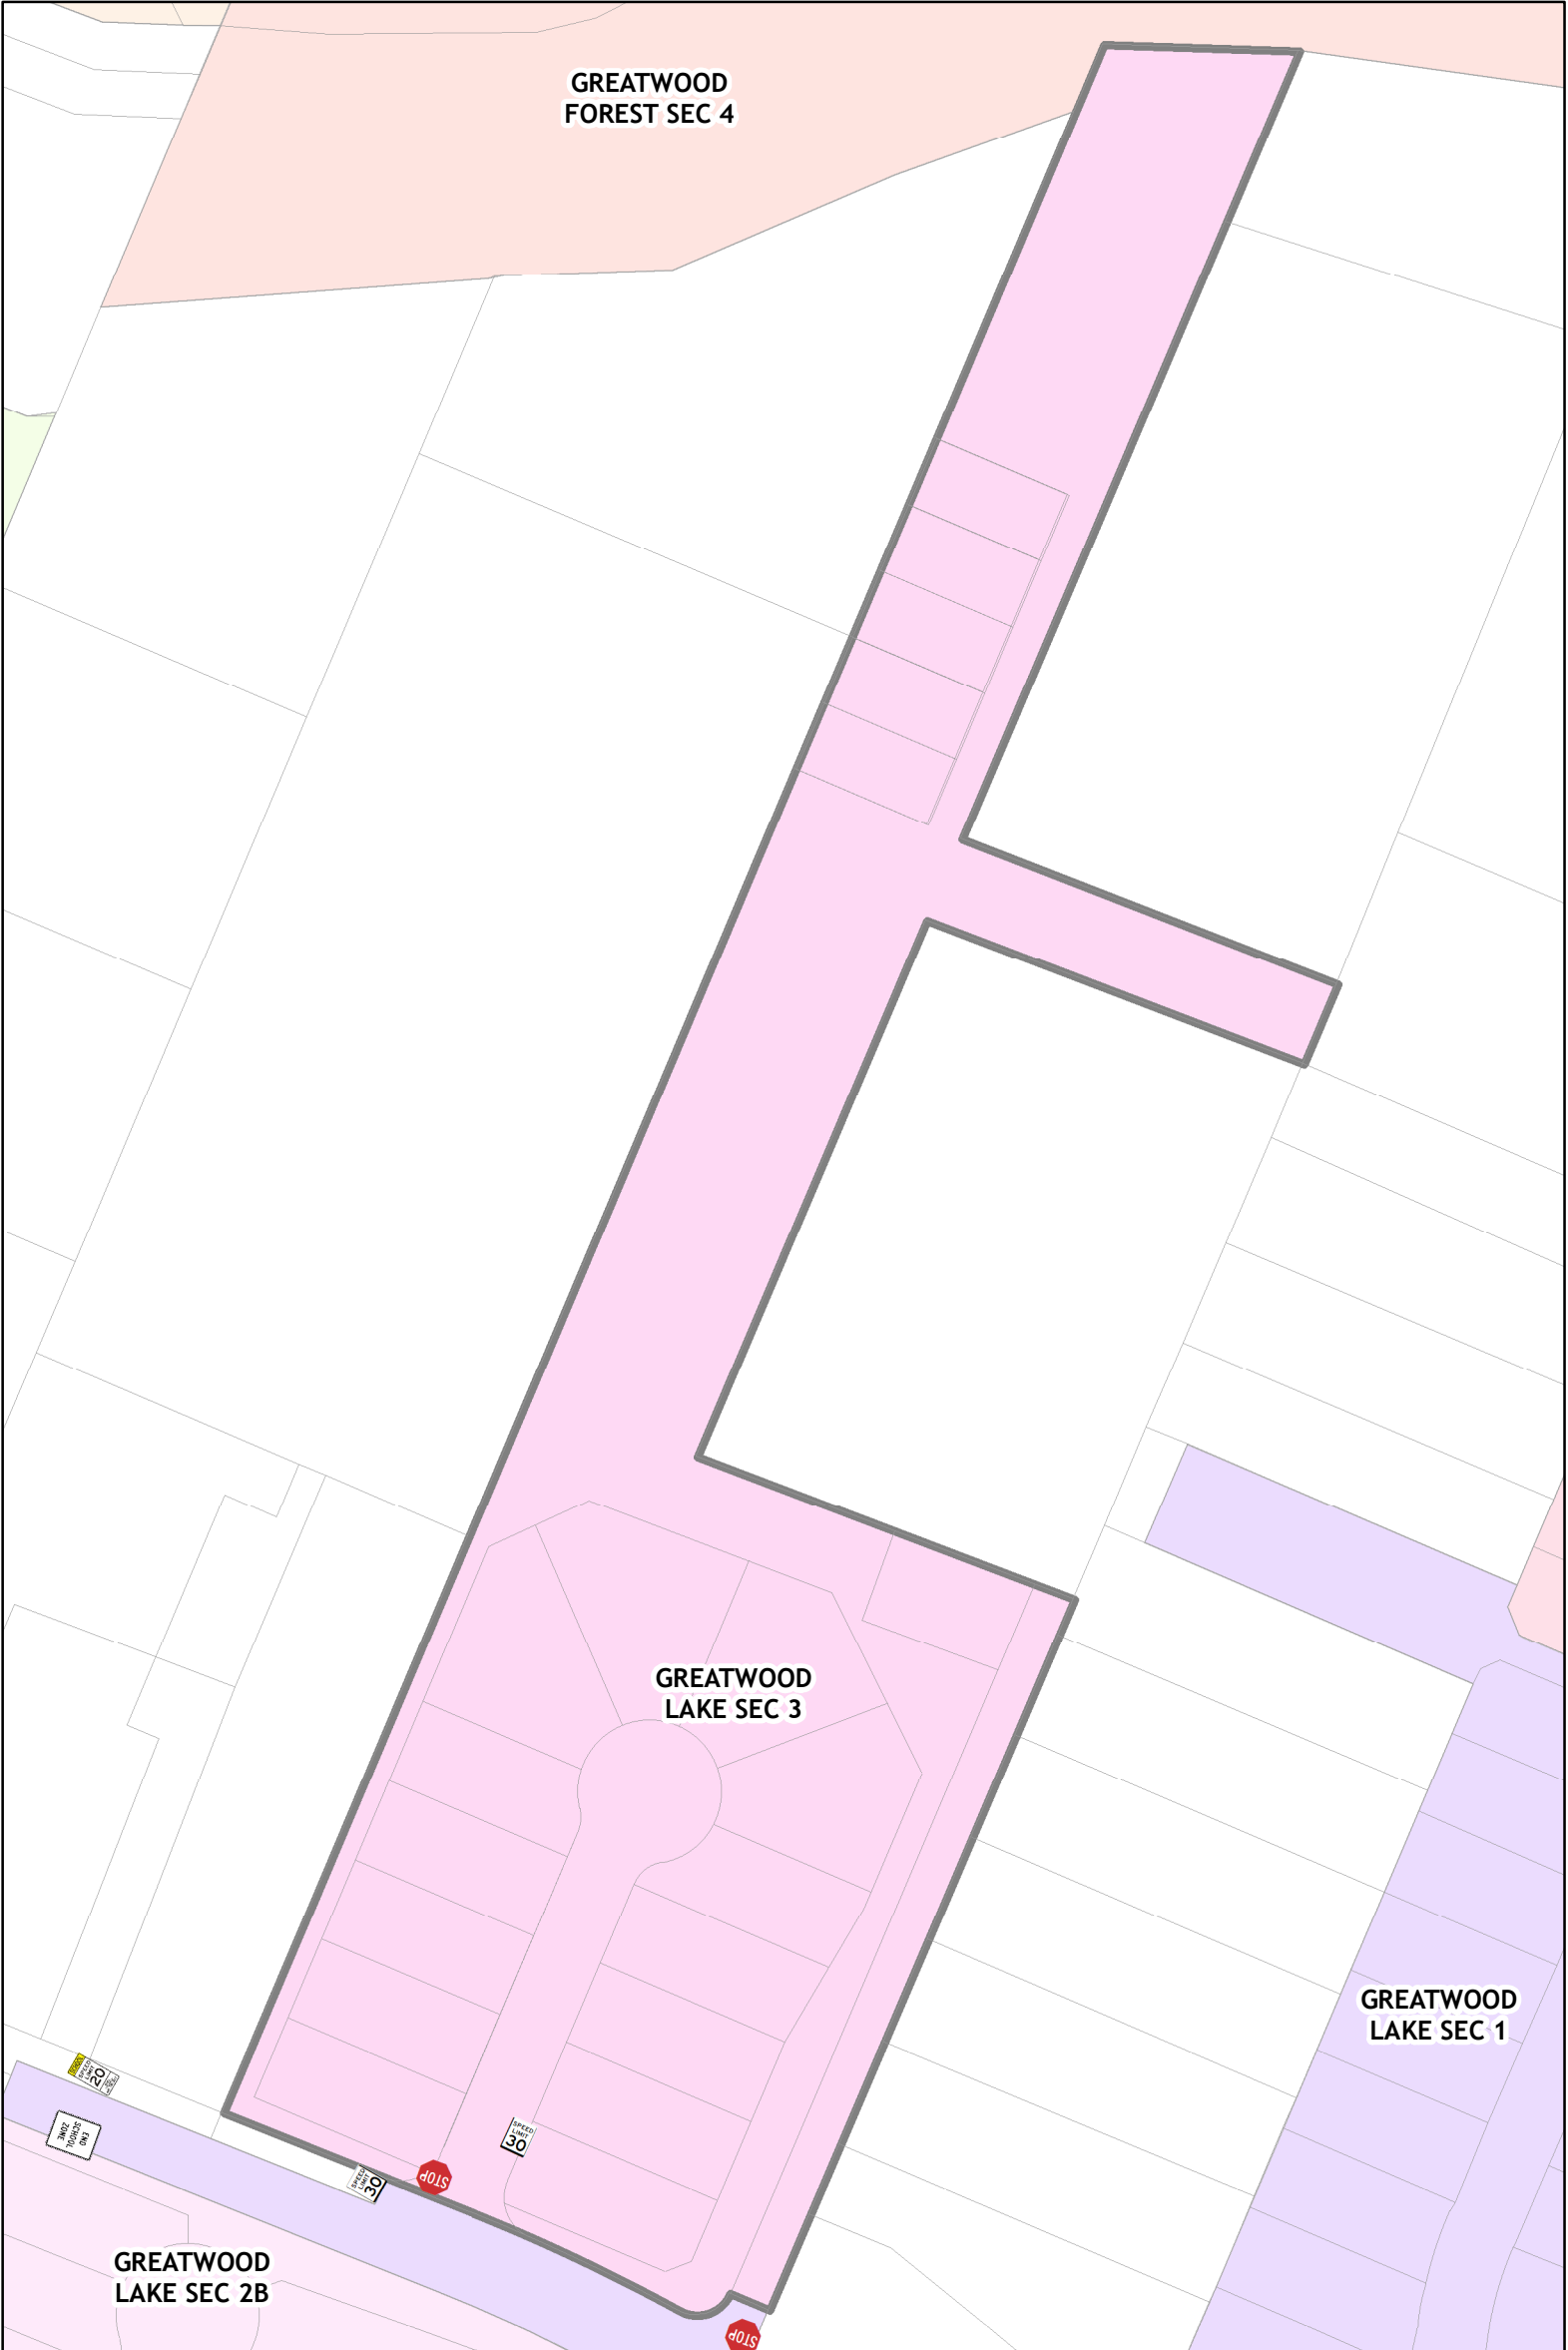 GREATWOOD
FOREST SEC 4
GREATWOOD
LAKE SEC 3
GREATWOOD
LAKE SEC 1
SCHOOL
SPEED
LIMIT
20
END
SCHOOL
ZONE
SPEED
LIMIT
30
SPEED
LIMIT
30
STOP
GREATWOOD
LAKE SEC 2B
STOP